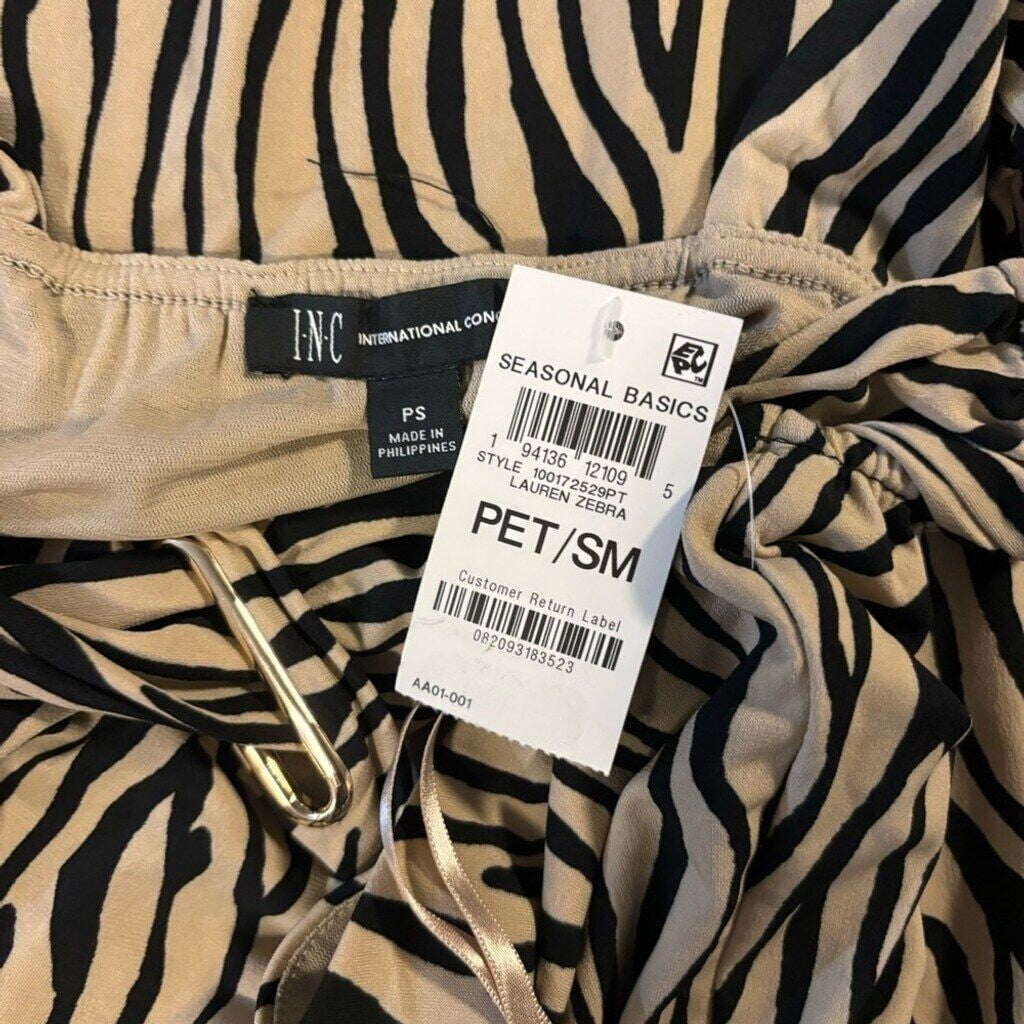 I·N·C INTERNATIONAL CON
PS
MADE IN
PHILIPPINES
SEASONAL BASICS
1 94136 12109 5
STYLE 100172529PT
LAUREN ZEBRA
PET/SM
Customer Return Label
082093183523
AA01-001